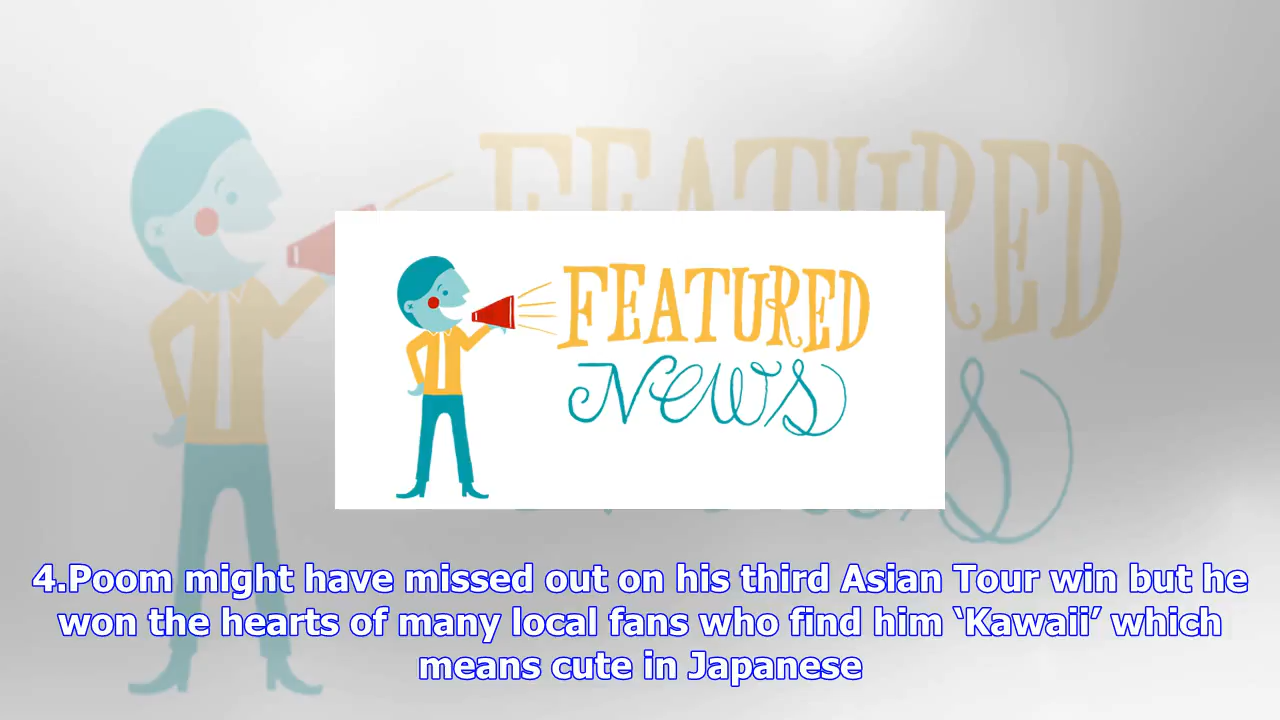 FEATURED
News
4.Poom might have missed out on his third Asian Tour win but he
won the hearts of many local fans who find him ‘Kawaii’ which
means cute in Japanese